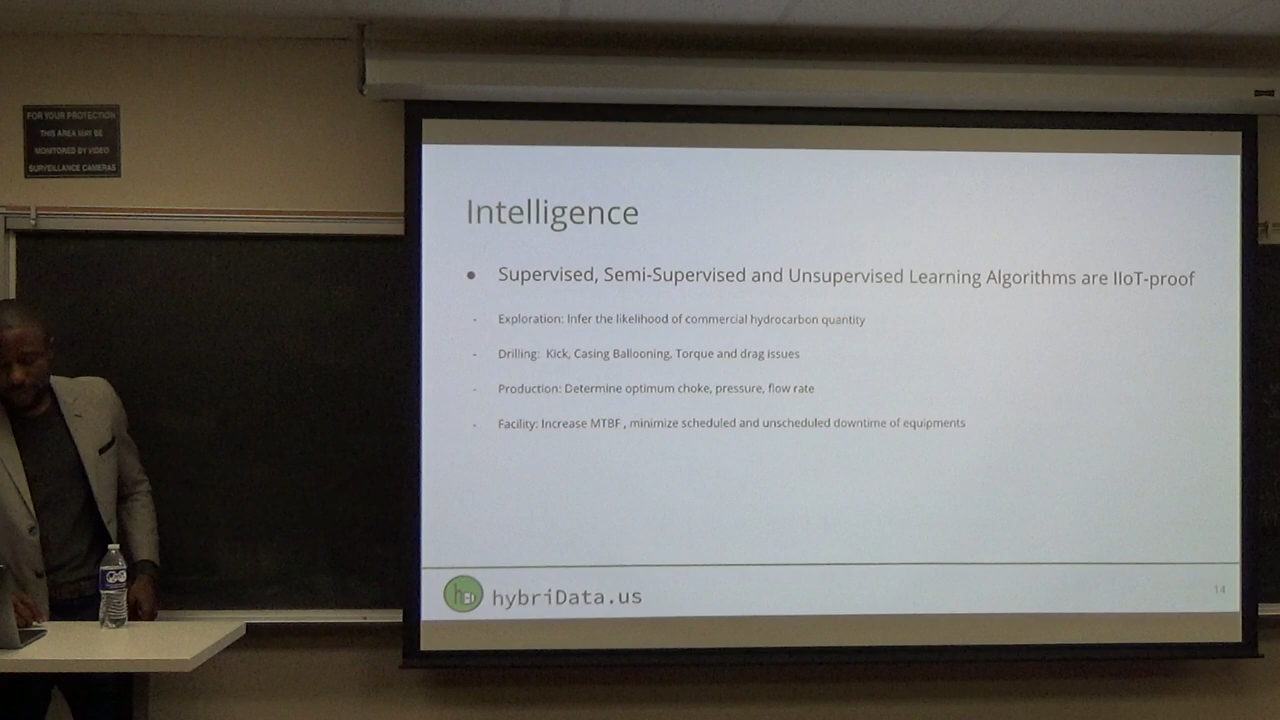 FOR YOUR PROTECTION
THIS AREA MAY BE
MONITORED BY VIDEO
SURVEILLANCE CAMERAS
Intelligence
● Supervised, Semi-Supervised and Unsupervised Learning Algorithms are IIoT-proof
- Exploration: Infer the likelihood of commercial hydrocarbon quantity
- Drilling: Kick, Casing Ballooning, Torque and drag issues
- Production: Determine optimum choke, pressure, flow rate
- Facility: Increase MTBF , minimize scheduled and unscheduled downtime of equipments
hybriData.us
14